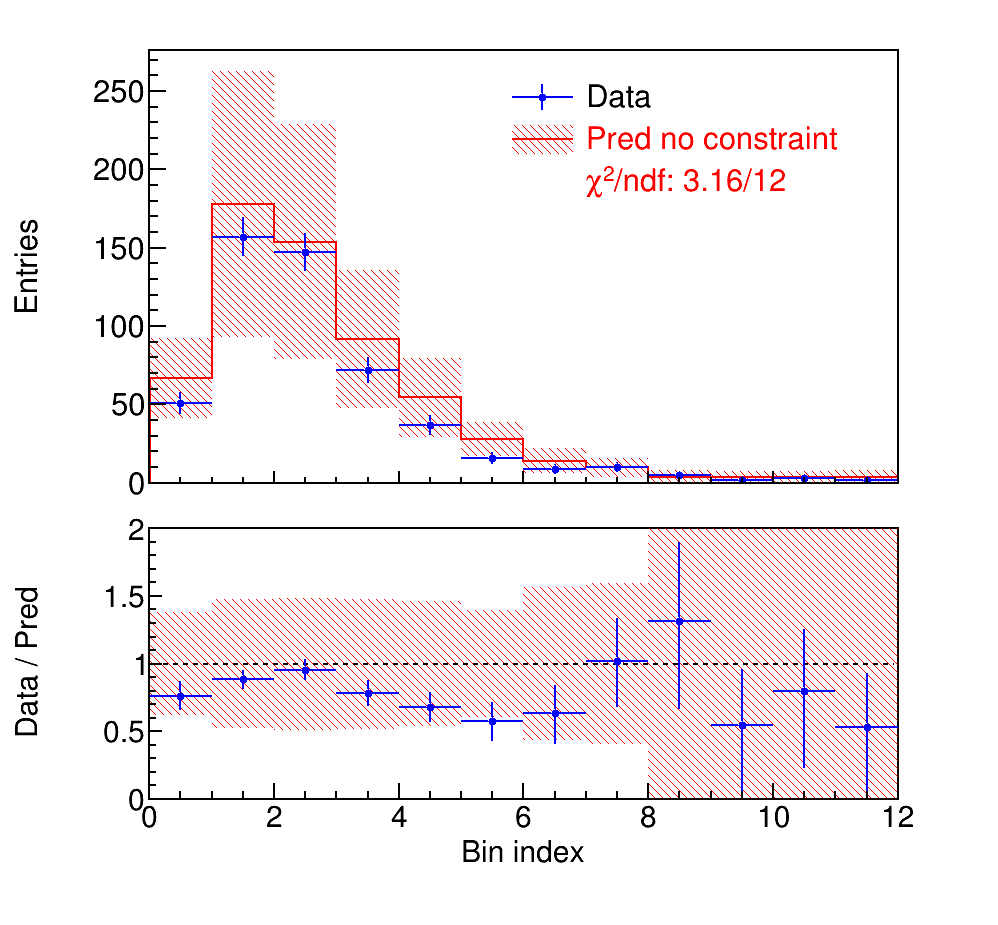 Entries
250
200
150
100
50
0
Data
Pred no constraint
χ²/ndf: 3.16/12
Data / Pred
2
1.5
1
0.5
0
0 2 4 6 8 10 12
Bin index